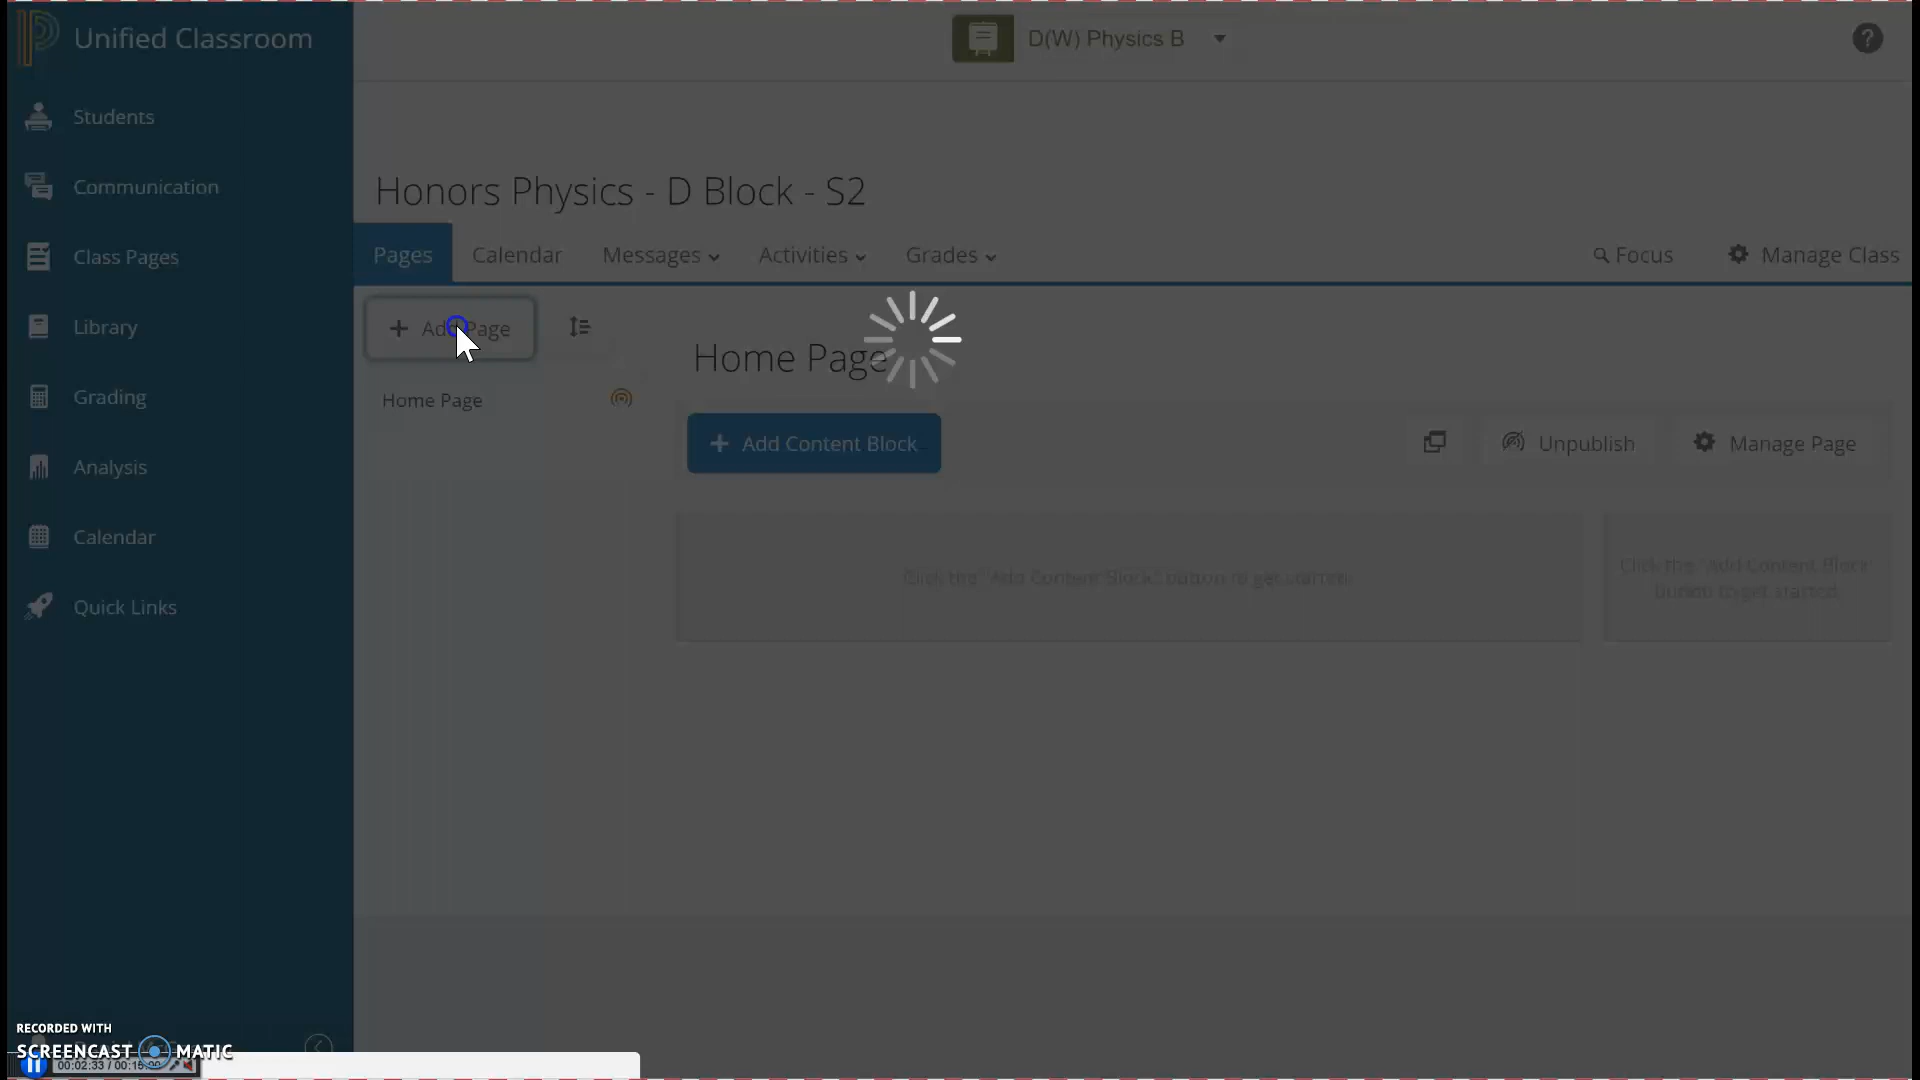 Unified Classroom
D(W) Physics B
?
Students
Communication
Class Pages
Library
Grading
Analysis
Calendar
Quick Links
Honors Physics - D Block - S2
Pages
Calendar
Messages
Activities
Grades
Focus
Manage Class
+ Add Page
Home Page
Home Page
+ Add Content Block
Unpublish
Manage Page
Click the "Add Content Block" button to get started.
Click the "Add Content Block"
button to get started.
RECORDED WITH
SCREENCAST MATIC
00:02:33 / 00:15:00